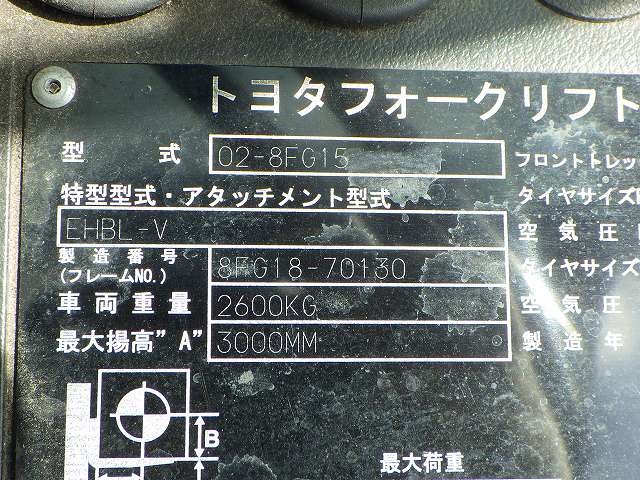 トヨタフォークリフト
型 式 02-8FG15 フロントトレッ
特型型式・アタッチメント型式 タイヤサイズ
EHBL-V 空気圧
製造番号
(フレームNO.) 8FG18-70130 タイヤサイズ
車両重量 2600KG 空気圧
最大揚高"A" 3000MM 製造年
B
最大荷重